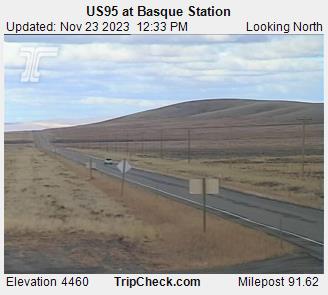 US95 at Basque Station
Updated: Nov 23 2023 12:33 PM Looking North
Elevation 4460 TripCheck.com Milepost 91.62